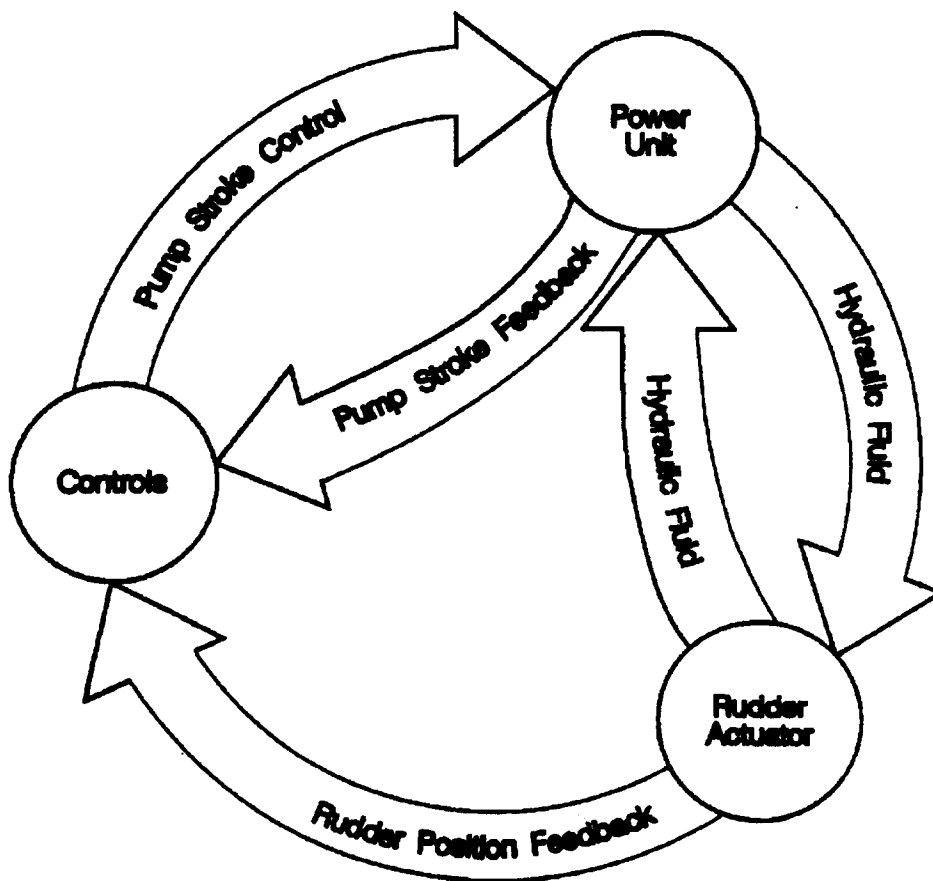 Power
Unit
Pump Stroke Control
Pump Stroke Feedback
Hydraulic Fluid
Hydraulic Fluid
Controls
Rudder
Actuator
Rudder Position Feedback